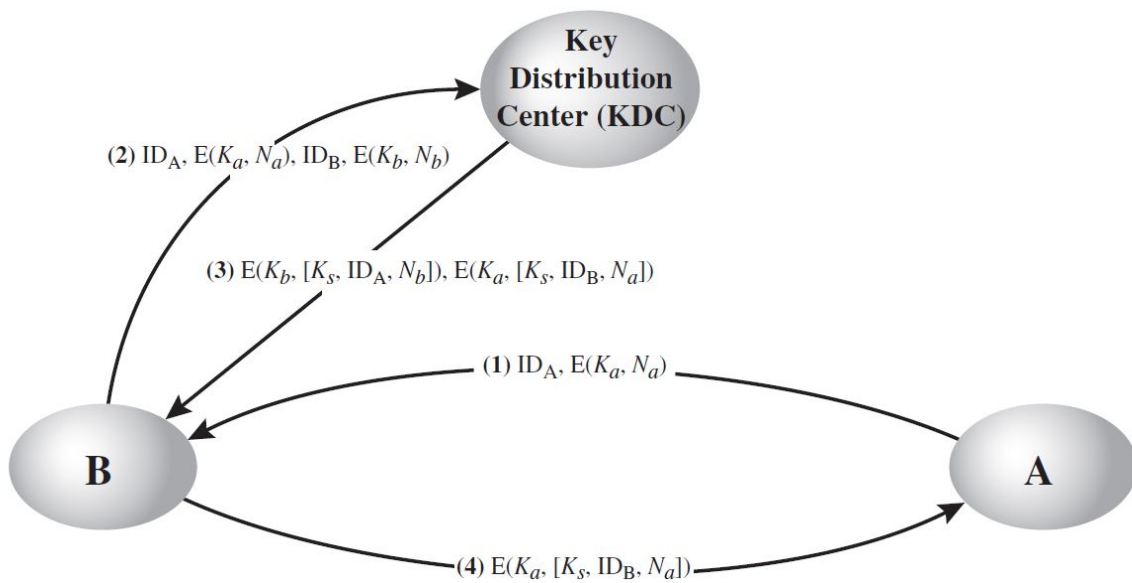 Key
Distribution
Center (KDC)
(2) ID_A, E(K_a, N_a), ID_B, E(K_b, N_b)
(3) E(K_b, [K_s, ID_A, N_b]), E(K_a, [K_s, ID_B, N_a])
(1) ID_A, E(K_a, N_a)
B
A
(4) E(K_a, [K_s, ID_B, N_a])